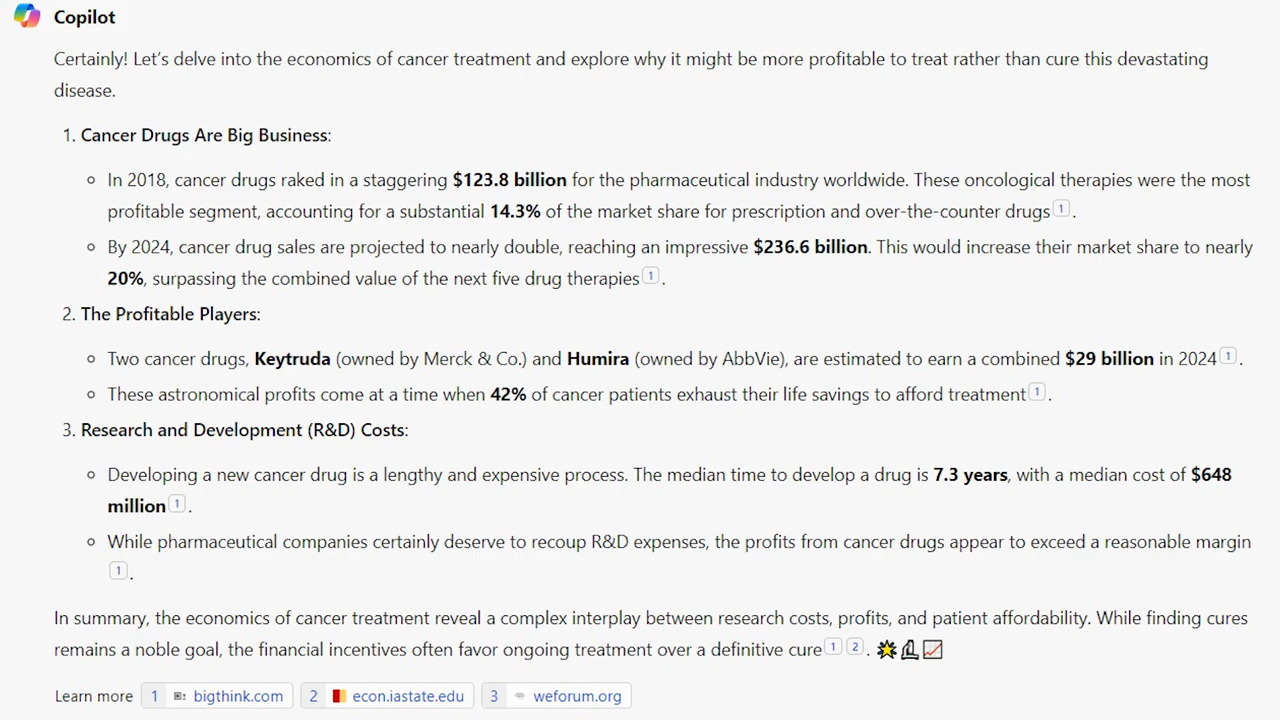 Copilot
Certainly! Let's delve into the economics of cancer treatment and explore why it might be more profitable to treat rather than cure this devastating
disease.
1. Cancer Drugs Are Big Business:
○ In 2018, cancer drugs raked in a staggering $123.8 billion for the pharmaceutical industry worldwide. These oncological therapies were the most
profitable segment, accounting for a substantial 14.3% of the market share for prescription and over-the-counter drugs 1 .
○ By 2024, cancer drug sales are projected to nearly double, reaching an impressive $236.6 billion. This would increase their market share to nearly
20%, surpassing the combined value of the next five drug therapies 1 .
2. The Profitable Players:
○ Two cancer drugs, Keytruda (owned by Merck & Co.) and Humira (owned by AbbVie), are estimated to earn a combined $29 billion in 2024 1 .
○ These astronomical profits come at a time when 42% of cancer patients exhaust their life savings to afford treatment 1 .
3. Research and Development (R&D) Costs:
○ Developing a new cancer drug is a lengthy and expensive process. The median time to develop a drug is 7.3 years, with a median cost of $648
million 1 .
○ While pharmaceutical companies certainly deserve to recoup R&D expenses, the profits from cancer drugs appear to exceed a reasonable margin
1 .
In summary, the economics of cancer treatment reveal a complex interplay between research costs, profits, and patient affordability. While finding cures
remains a noble goal, the financial incentives often favor ongoing treatment over a definitive cure 1 2 .
Learn more 1 bigthink.com 2 econ.iastate.edu 3 weforum.org